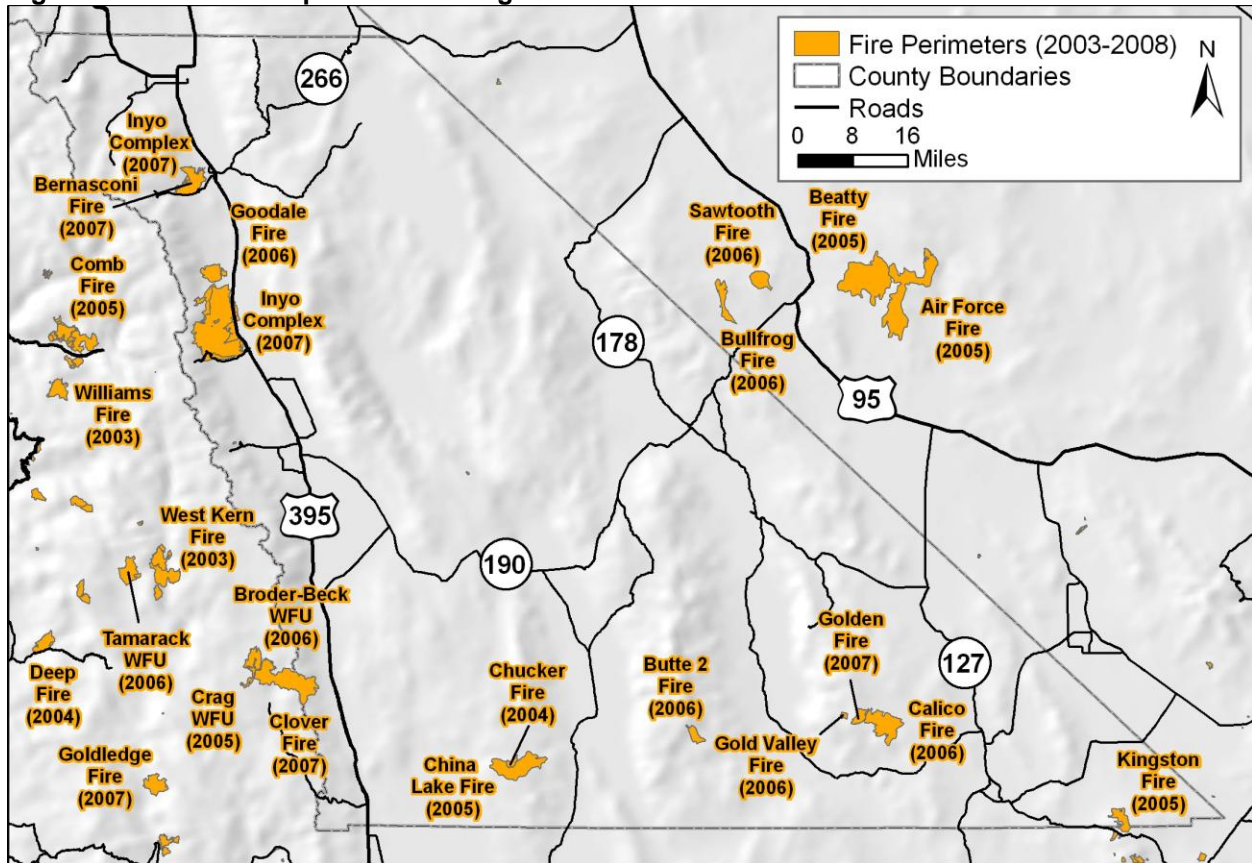 Fire Perimeters (2003-2008)
County Boundaries
Roads
0 8 16
Miles
N
266
Inyo
Complex
(2007)
Bernasconi
Fire
(2007)
Goodale
Fire
(2006)
Comb
Fire
(2005)
Inyo
Complex
(2007)
Williams
Fire
(2003)
Sawtooth
Fire
(2006)
Beatty
Fire
(2005)
Air Force
Fire
(2005)
Bullfrog
Fire
(2006)
178
95
395
190
127
West Kern
Fire
(2003)
Broder-Beck
WFU
(2006)
Tamarack
WFU
(2006)
Deep
Fire
(2004)
Crag
WFU
(2005)
Clover
Fire
(2007)
Goldledge
Fire
(2007)
Chucker
Fire
(2004)
China
Lake Fire
(2005)
Butte 2
Fire
(2006)
Golden
Fire
(2007)
Gold Valley
Fire
(2006)
Calico
Fire
(2006)
Kingston
Fire
(2005)